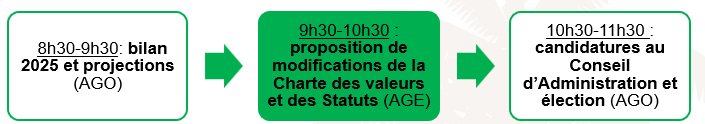 8h30-9h30: bilan
2025 et projections
(AGO)
9h30-10h30 :
proposition de
modifications de la
Charte des valeurs
et des Statuts (AGE)
10h30-11h30 :
candidatures au
Conseil
d’Administration et
élection (AGO)